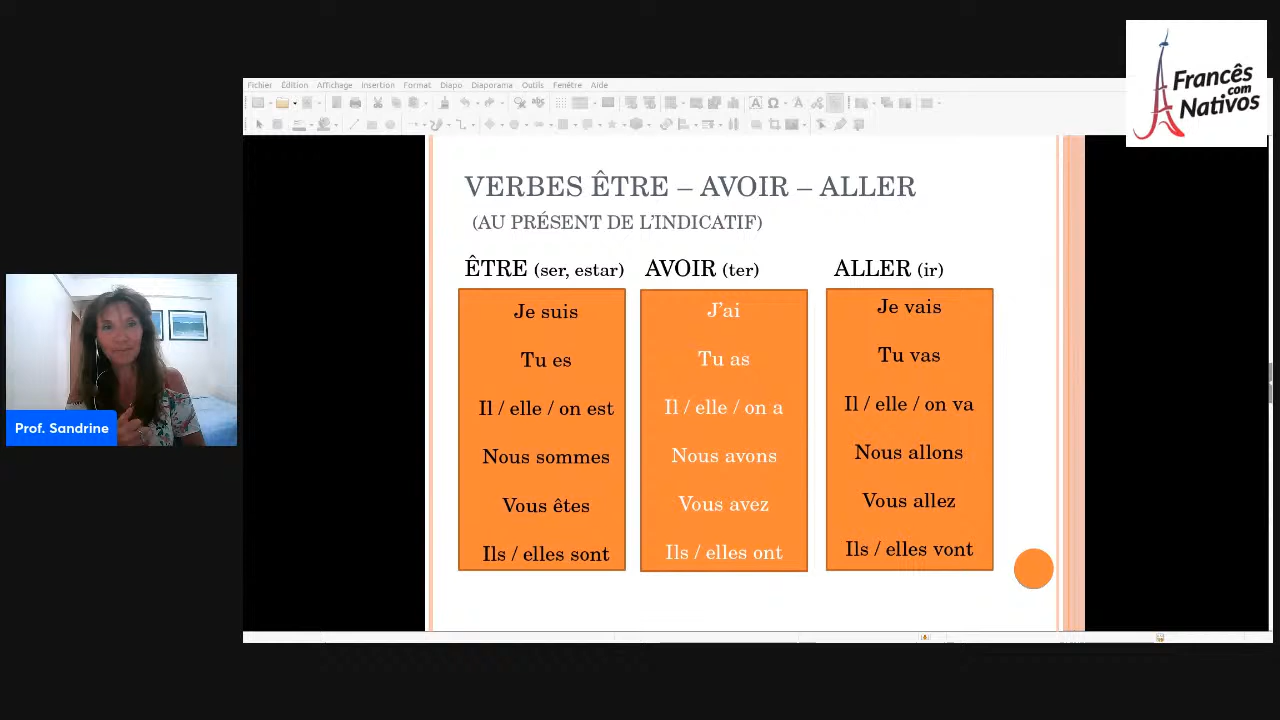 Francês
com
Nativos
Fichier Édition Affichage Insertion Format Diapo Diaporama Outils Fenêtre Aide
VERBES ÊTRE – AVOIR – ALLER
(AU PRÉSENT DE L'INDICATIF)
ÊTRE (ser, estar) AVOIR (ter) ALLER (ir)
Je suis J'ai Je vais
Tu es Tu as Tu vas
Il / elle / on est Il / elle / on a Il / elle / on va
Nous sommes Nous avons Nous allons
Vous êtes Vous avez Vous allez
Ils / elles sont Ils / elles ont Ils / elles vont
Prof. Sandrine